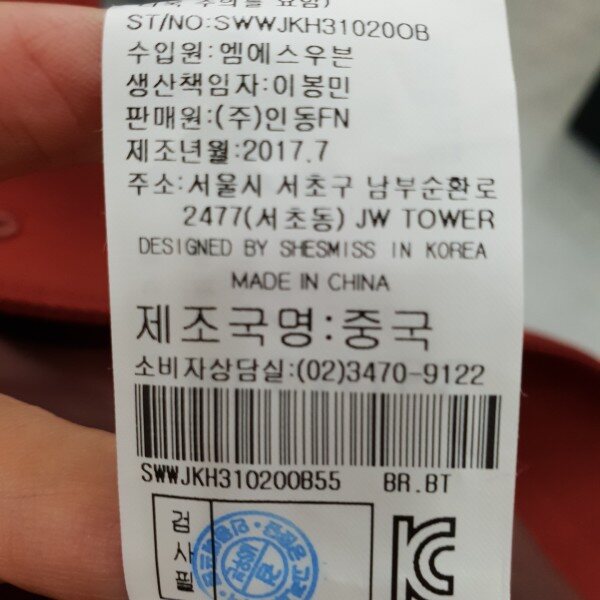 ST/NO:SWWJKH310200B
수입원:엠에스우븐
생산책임자:이봉민
판매원:(주)인동FN
제조년월:2017.7
주소:서울시 서초구 남부순환로
2477(서초동) JW TOWER
DESIGNED BY SHESMISS IN KOREA
MADE IN CHINA
제조국명:중국
소비자상담실:(02)3470-9122
SWWJKH310200B55 BR.BT
검
사
필